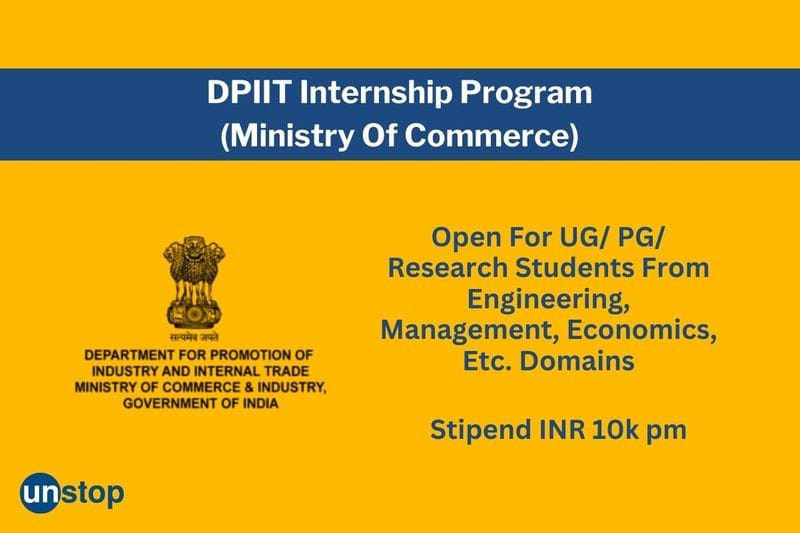 DPIIT Internship Program
(Ministry Of Commerce)
सत्यमेव जयते
DEPARTMENT FOR PROMOTION OF
INDUSTRY AND INTERNAL TRADE
MINISTRY OF COMMERCE & INDUSTRY,
GOVERNMENT OF INDIA
Open For UG/ PG/
Research Students From
Engineering,
Management, Economics,
Etc. Domains
Stipend INR 10k pm
unstop